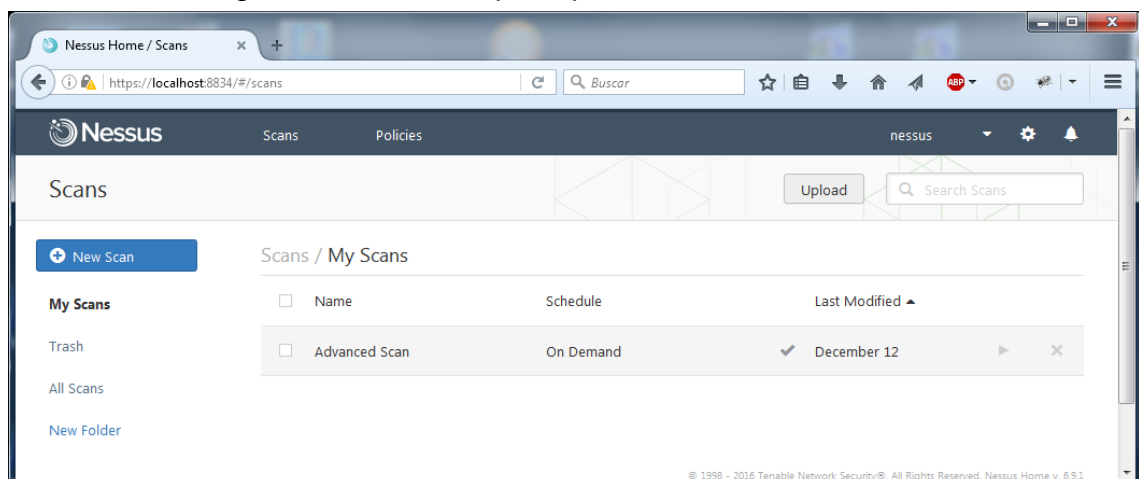 Nessus Home / Scans
https://localhost:8834/#/scans
Buscar
ABP
Nessus Scans Policies nessus
Scans Upload Search Scans
New Scan Scans / My Scans
My Scans Name Schedule Last Modified
Trash Advanced Scan On Demand December 12
All Scans
New Folder
© 1998 - 2016 Tenable Network Security®. All Rights Reserved. Nessus Home v. 6.9.1